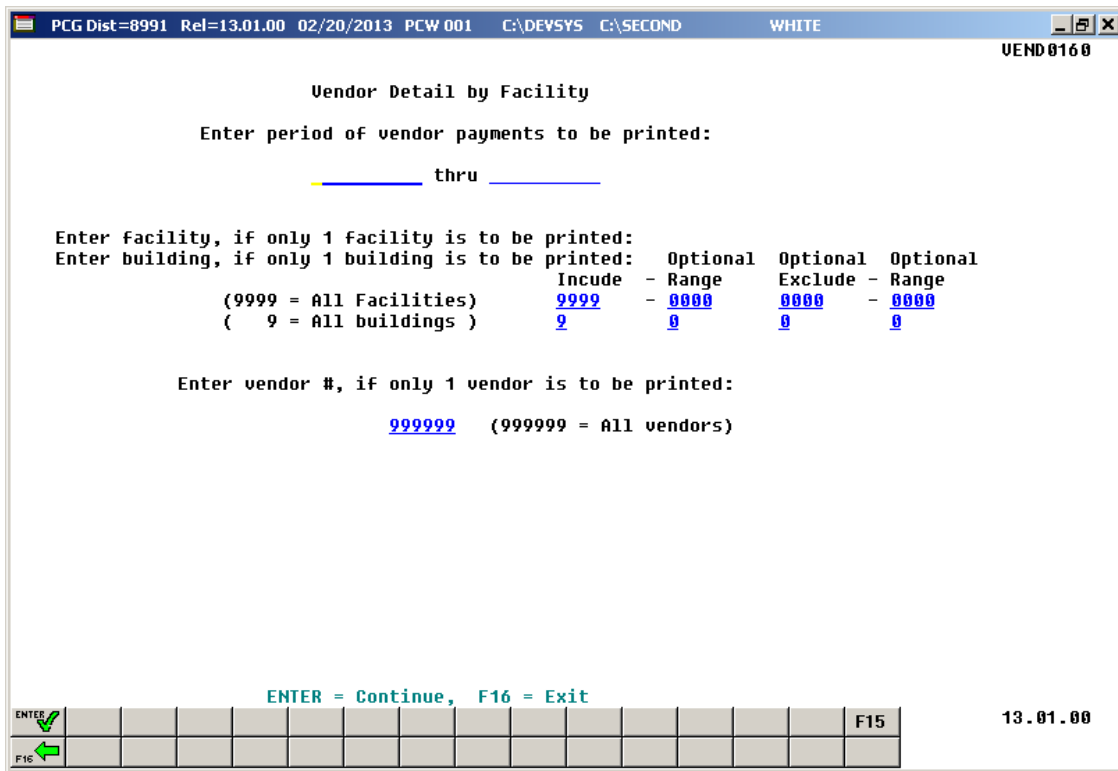 PCG Dist=8991 Rel=13.01.00 02/20/2013 PCW 001 C:\DEVSYS C:\SECOND WHITE
VEND0160
Vendor Detail by Facility
Enter period of vendor payments to be printed:
thru
Enter facility, if only 1 facility is to be printed:
Enter building, if only 1 building is to be printed: Optional Optional Optional
Incude - Range Exclude - Range
(9999 = All Facilities) 9999 - 0000 0000 - 0000
( 9 = All buildings ) 9 0 0 0
Enter vendor #, if only 1 vendor is to be printed:
999999 (999999 = All vendors)
ENTER = Continue, F16 = Exit
ENTER F15 13.01.00
F16